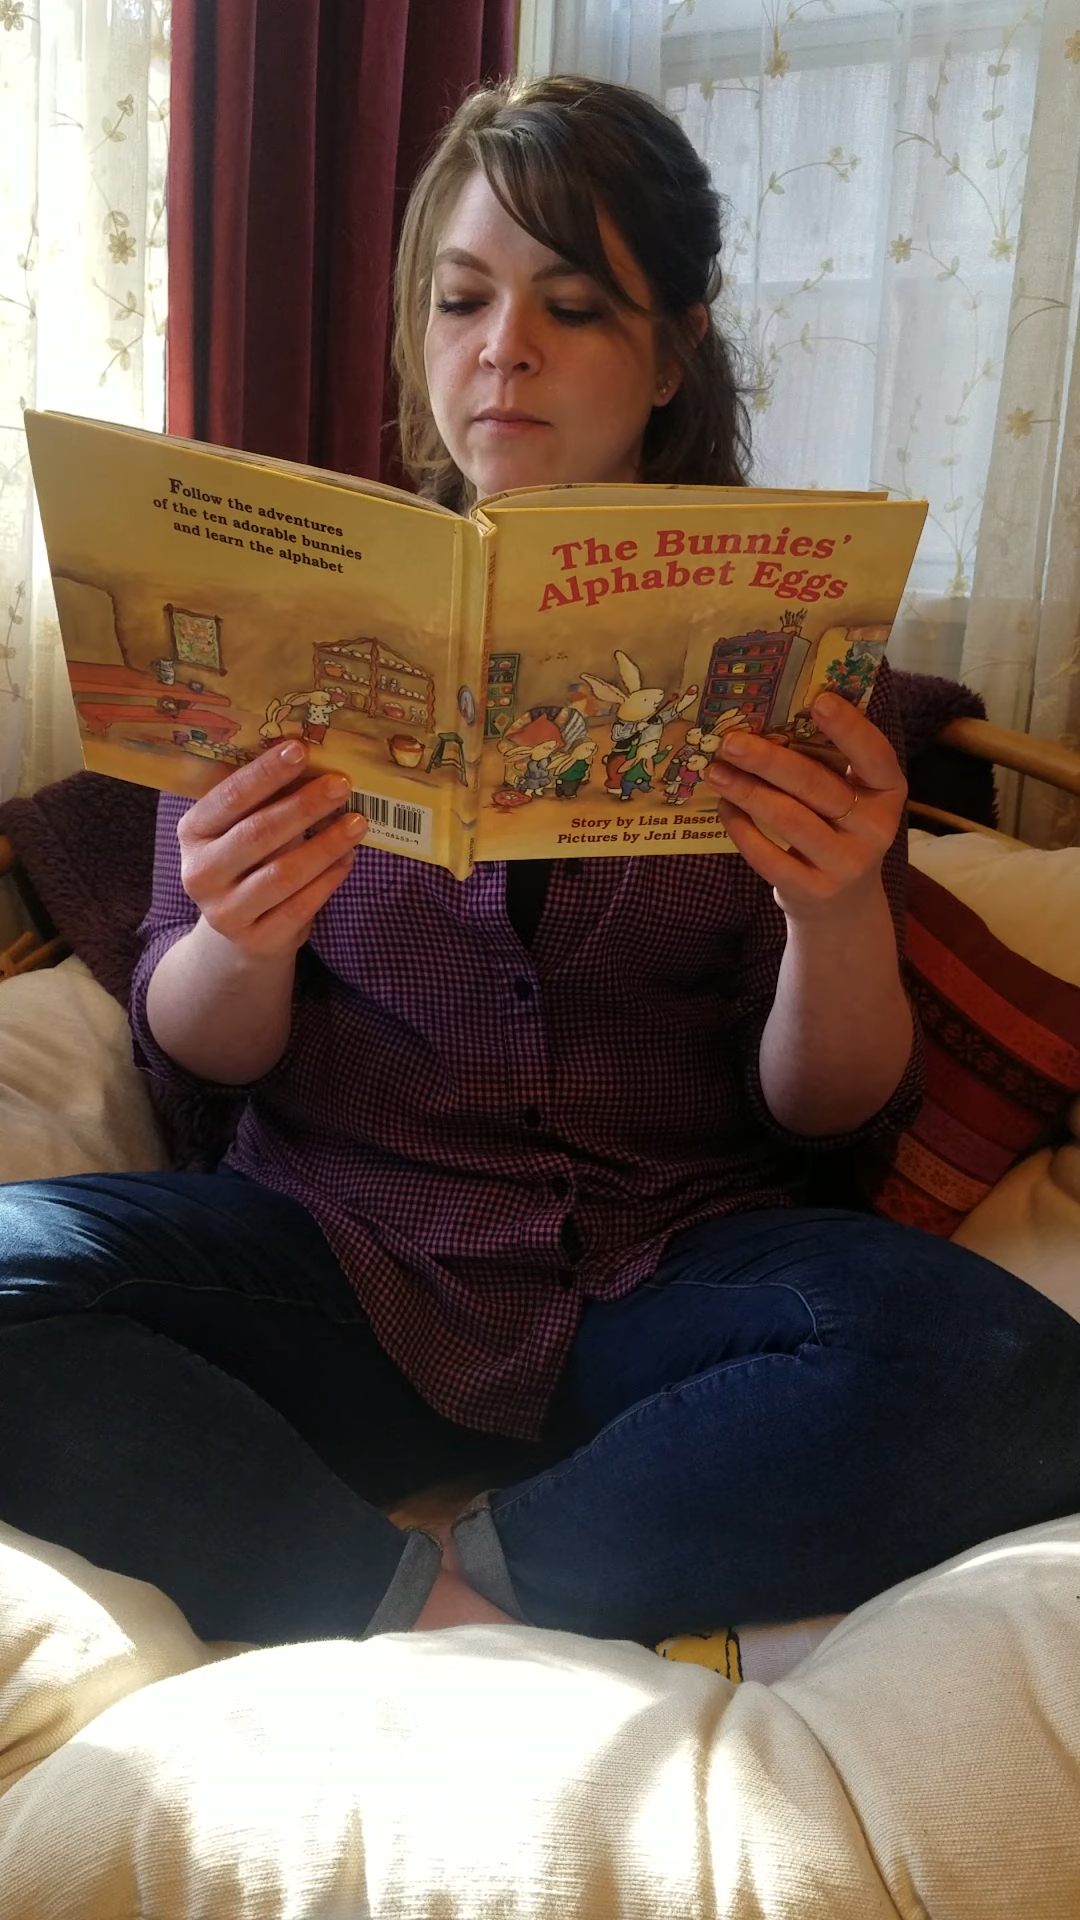 Follow the adventures
of the ten adorable bunnies
and learn the alphabet
The Bunnies'
Alphabet Eggs
Story by Lisa
Pictures by Jeni